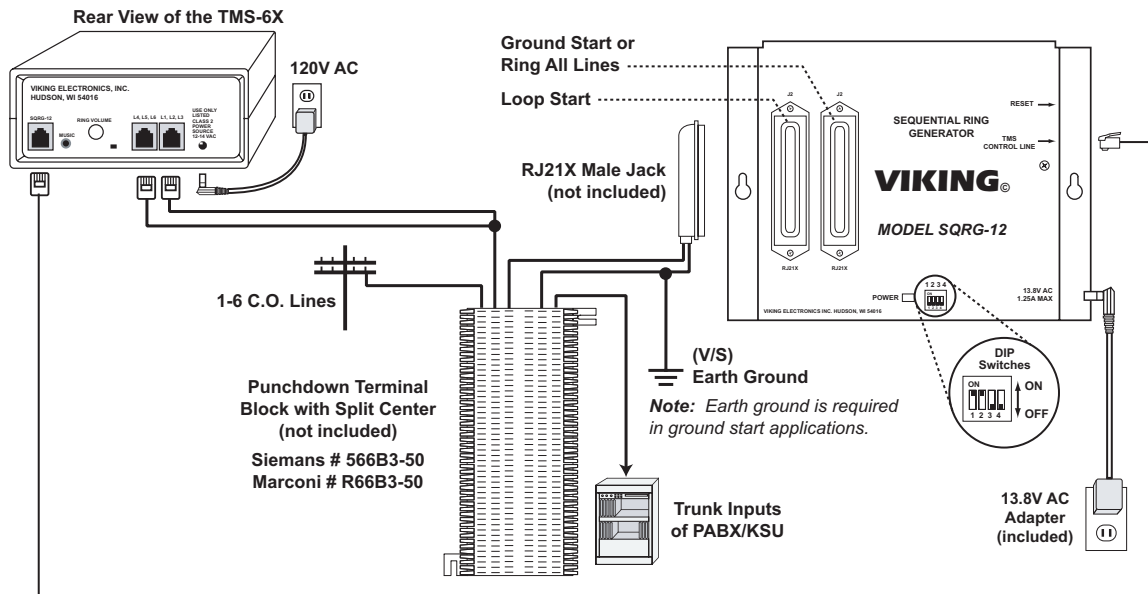 Rear View of the TMS-6X
VIKING ELECTRONICS, INC.
HUDSON, WI 54016
SQRG-12
MUSIC
RING VOLUME
L4, L5, L6
L1, L2, L3
USE ONLY
LISTED
CLASS 2
POWER
SOURCE
12-14 VAC
120V AC
Ground Start or
Ring All Lines
Loop Start
RJ21X Male Jack
(not included)
J2
J2
RJ21X
RJ21X
SEQUENTIAL RING
GENERATOR
VIKING©
MODEL SQRG-12
RESET
TMS
CONTROL LINE
POWER
1 2 3 4
ON
1 2 3 4
13.8V AC
1.25A MAX
VIKING ELECTRONICS INC. HUDSON, WI 54016
1-6 C.O. Lines
Punchdown Terminal
Block with Split Center
(not included)
Siemans # 566B3-50
Marconi # R66B3-50
(V/S)
Earth Ground
Note: Earth ground is required
in ground start applications.
Trunk Inputs
of PABX/KSU
DIP
Switches
ON
1 2 3 4
ON
OFF
13.8V AC
Adapter
(included)